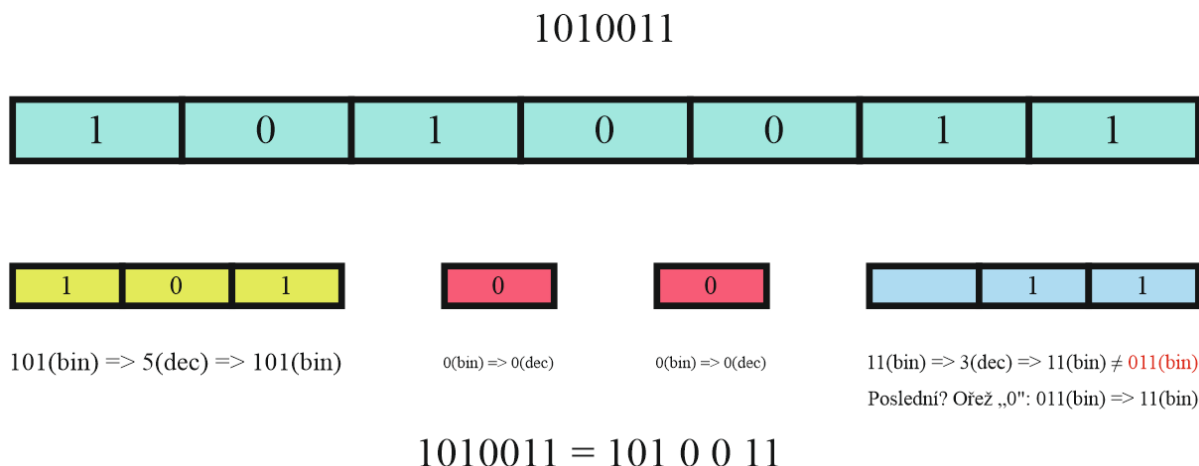 1010011
1 0 1 0 0 1 1
1 0 1 0 0 1 1
101(bin) => 5(dec) => 101(bin) 0(bin) => 0(dec) 0(bin) => 0(dec) 11(bin) => 3(dec) => 11(bin) ≠ 011(bin)
Poslední? Ořež „0": 011(bin) => 11(bin)
1010011 = 101 0 0 11